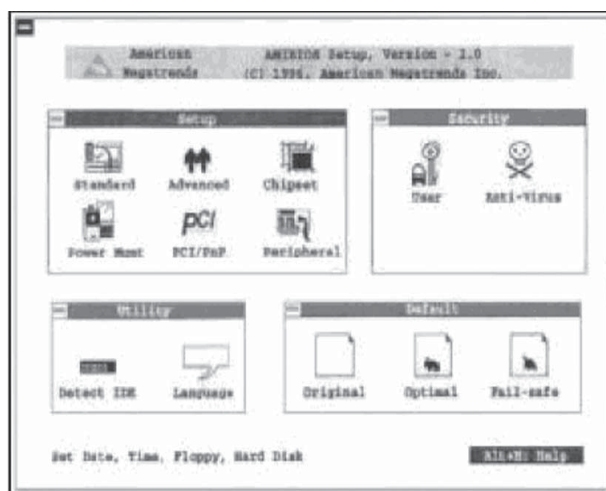 American Megatrends
AMIBIOS Setup, Version - 1.0
(C) 1996, American Megatrends Inc.
Setup
Standard
Advanced
Chipset
Power Mgmt
PCI
PCI/PnP
Peripheral
Security
User
Anti-Virus
Utility
Detect IDE
Language
Default
Original
Optimal
Fail-safe
Set Date, Time, Floppy, Hard Disk
Alt+H: Help